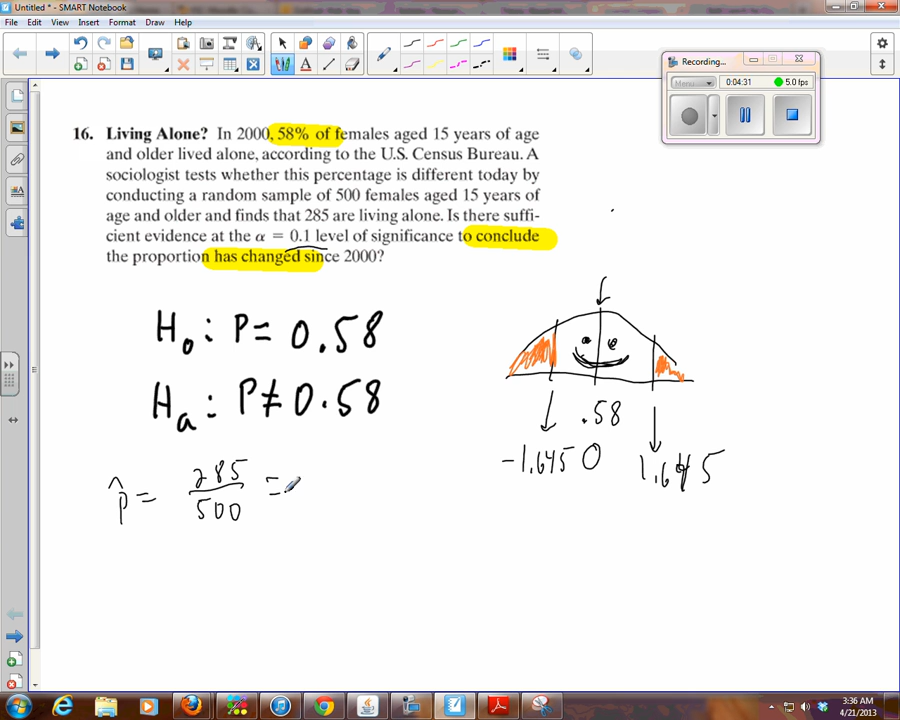 Untitled * - SMART Notebook
File Edit View Insert Format Draw Window Help
Recording...
Menu
00:04:31
5.0 fps
16. Living Alone? In 2000, 58% of females aged 15 years of age
and older lived alone, according to the U.S. Census Bureau. A
sociologist tests whether this percentage is different today by
conducting a random sample of 500 females aged 15 years of
age and older and finds that 285 are living alone. Is there suffi-
cient evidence at the α = 0.1 level of significance to conclude
the proportion has changed since 2000?
H₀: P= 0.58
Hₐ: P≠0.58
.58
-1.645 0 1.645
p̂ = 285/500 =
3:36 AM
4/21/2013